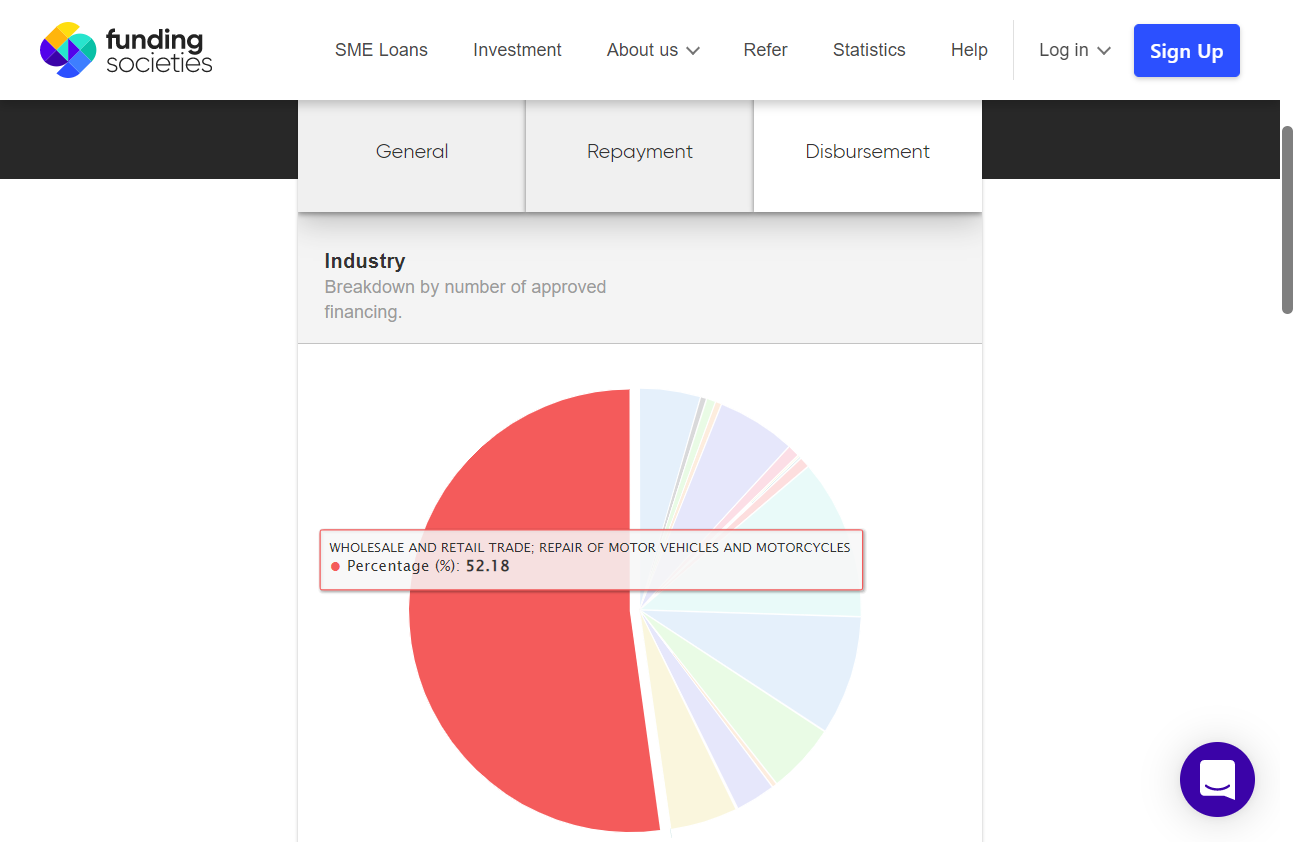 funding
societies
SME Loans
Investment
About us
Refer
Statistics
Help
Log in
Sign Up
General
Repayment
Disbursement
Industry
Breakdown by number of approved
financing.
WHOLESALE AND RETAIL TRADE; REPAIR OF MOTOR VEHICLES AND MOTORCYCLES
Percentage (%): 52.18